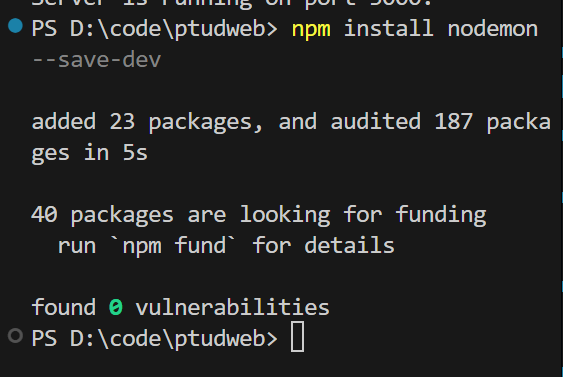 Server is running on port 3000.
PS D:\code\ptudweb> npm install nodemon
--save-dev
added 23 packages, and audited 187 packa
ges in 5s
40 packages are looking for funding
  run `npm fund` for details
found 0 vulnerabilities
PS D:\code\ptudweb>